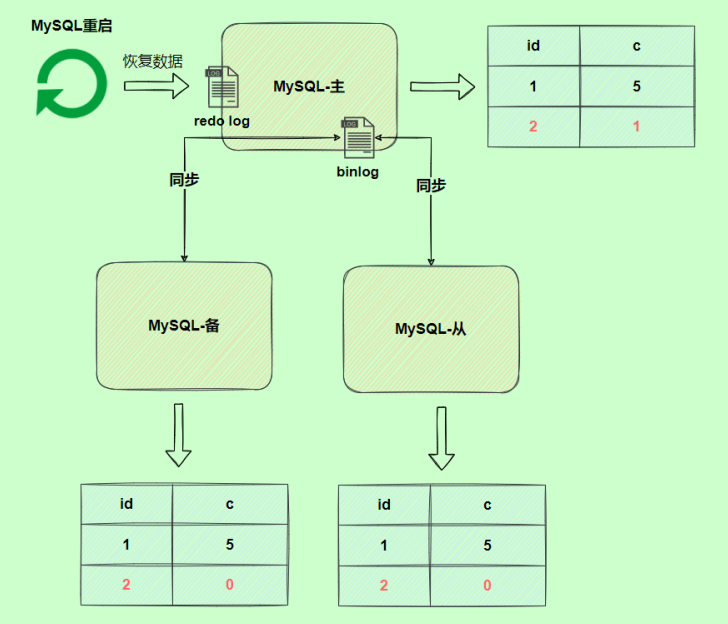 MySQL重启
恢复数据
LOG
redo log
MySQL-主
LOG
binlog
id c
1 5
2 1
同步
同步
MySQL-备
MySQL-从
id c
1 5
2 0
id c
1 5
2 0